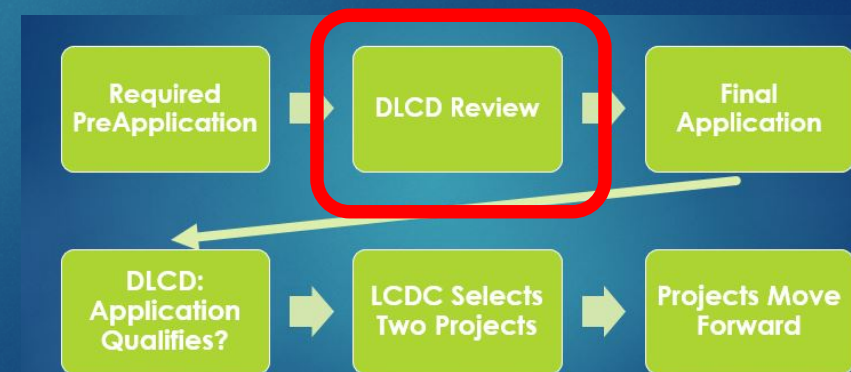 Required
PreApplication
DLCD Review
Final
Application
DLCD:
Application
Qualifies?
LCDC Selects
Two Projects
Projects Move
Forward